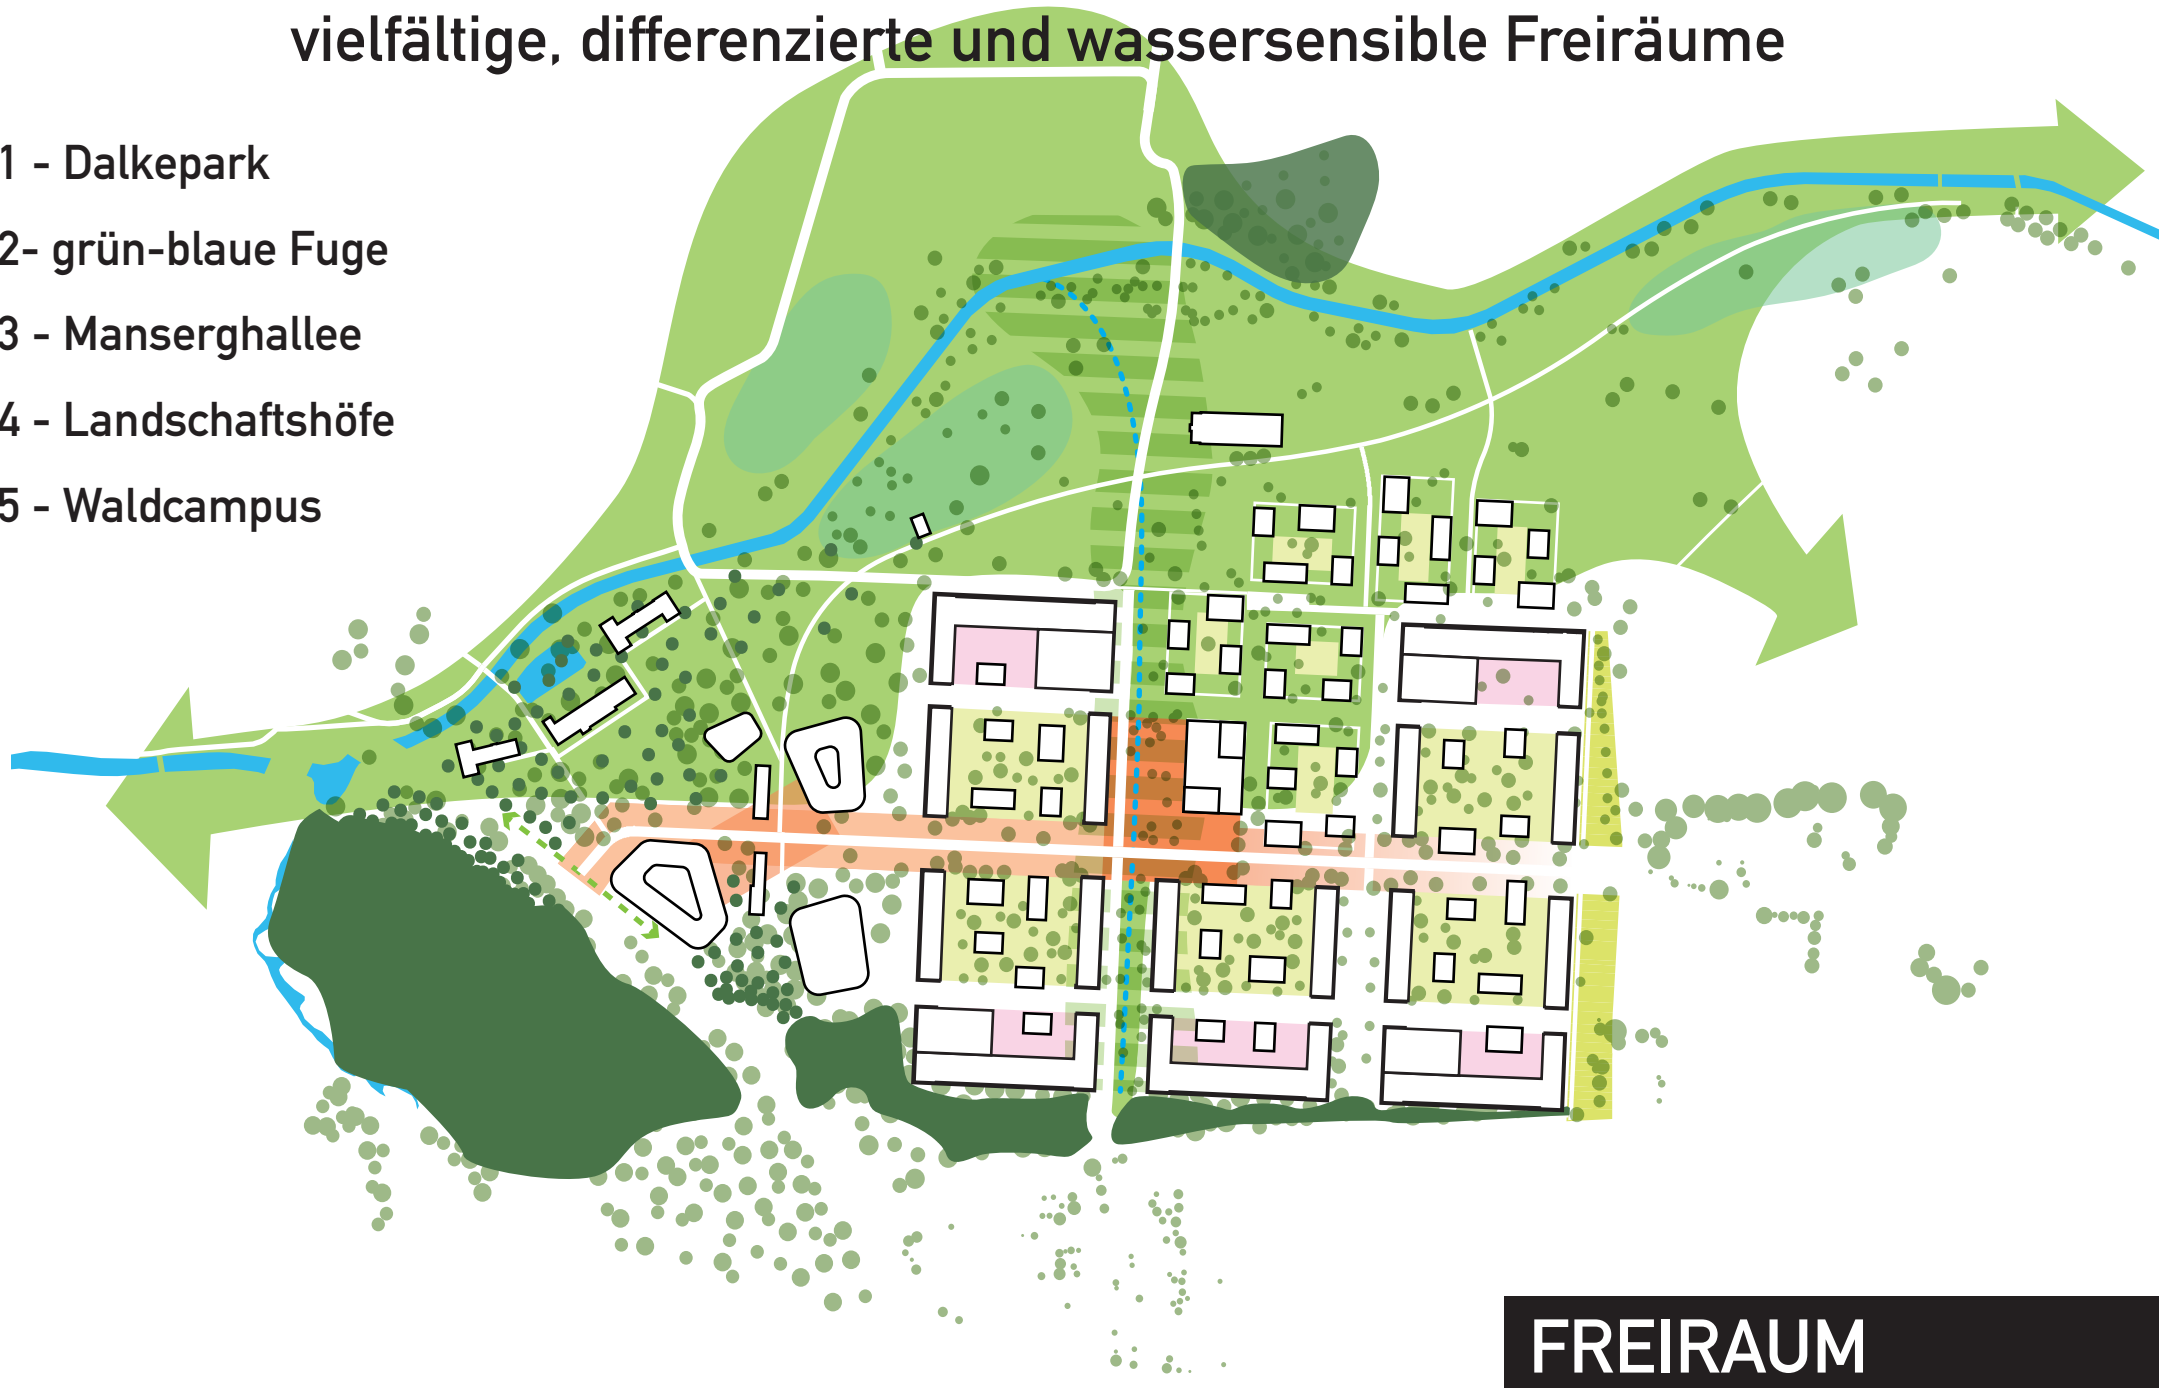 vielfältige, differenzierte und wassersensible Freiräume
1 - Dalkepark
2- grün-blaue Fuge
3 - Manserghallee
4 - Landschaftshöfe
5 - Waldcampus
FREIRAUM